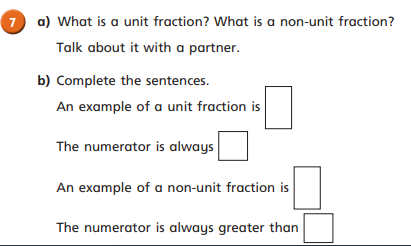 7 a) What is a unit fraction? What is a non-unit fraction?
Talk about it with a partner.
b) Complete the sentences.
An example of a unit fraction is
The numerator is always
An example of a non-unit fraction is
The numerator is always greater than